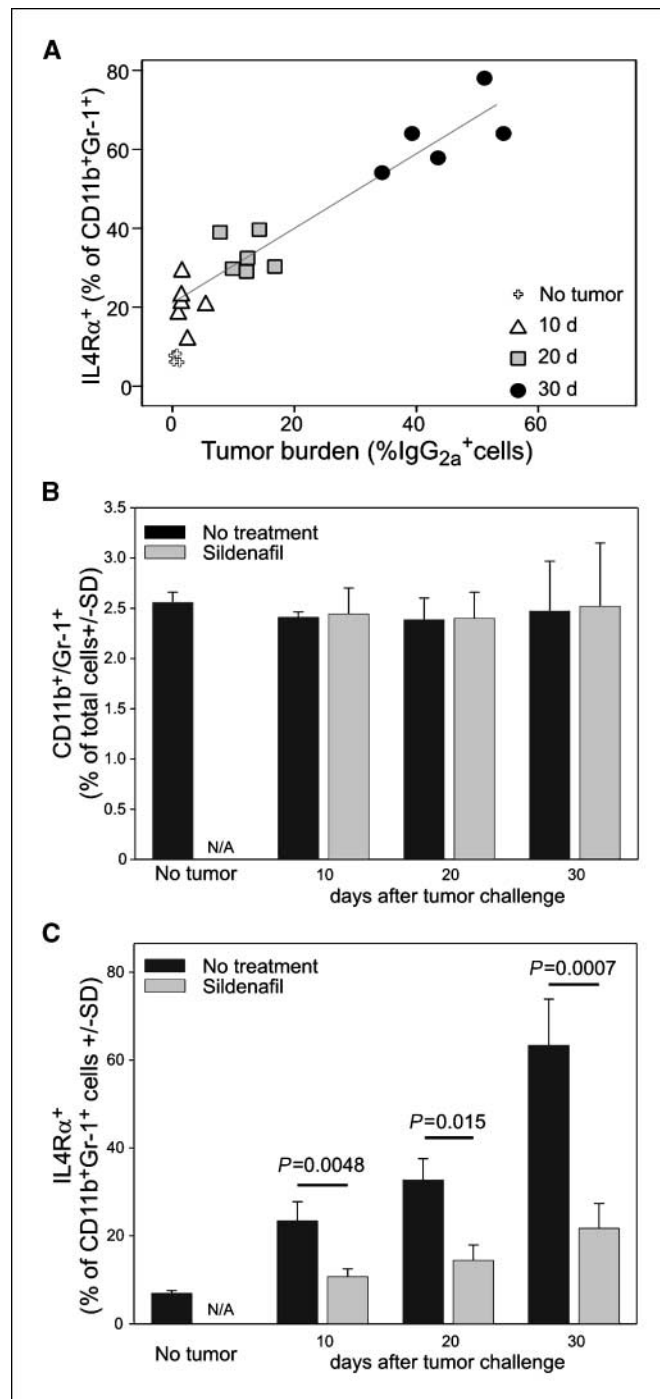 A
80
60
40
20
0
IL4Rα+ (% of CD11b+Gr-1+)
No tumor
10 d
20 d
30 d
0 20 40 60
Tumor burden (%IgG2a+cells)
B
3.5
3.0
2.5
2.0
1.5
1.0
0.5
0
CD11b+/Gr-1+
(% of total cells+/-SD)
No treatment
Sildenafil
N/A
No tumor
10 20 30
days after tumor challenge
C
80
60
40
20
0
IL4Rα+
(% of CD11b+Gr-1+ cells +/-SD)
No treatment
Sildenafil
P=0.0007
P=0.015
P=0.0048
N/A
No tumor
10 20 30
days after tumor challenge